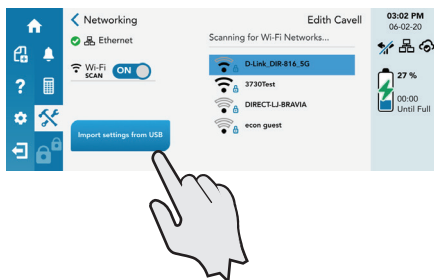 Networking
Edith Cavell
03:02 PM
06-02-20
Ethernet
Scanning for Wi-Fi Networks...
Wi-Fi
SCAN
ON
D-Link_DIR-816_5G
3730Test
DIRECT-LJ-BRAVIA
econ guest
27 %
00:00
Until Full
?
Import settings from USB